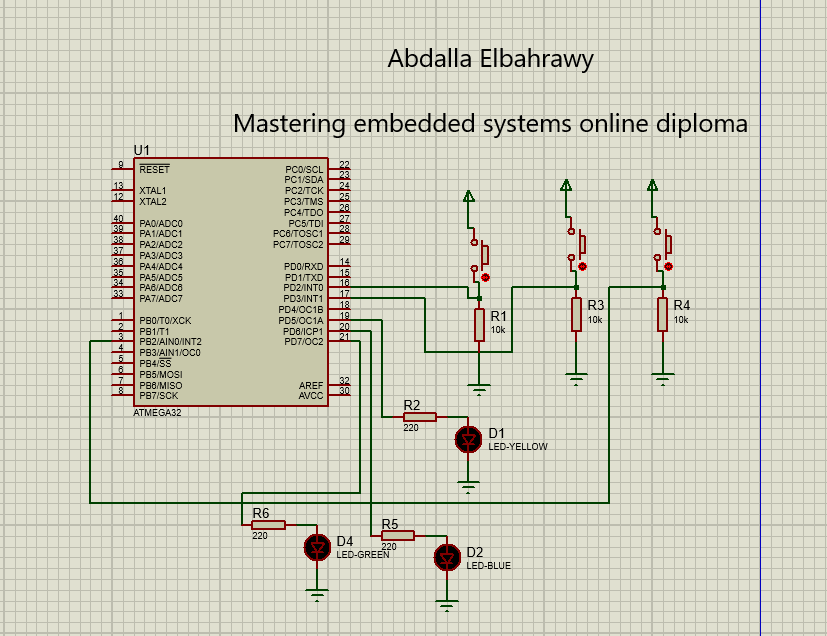 Abdalla Elbahrawy
Mastering embedded systems online diploma
U1
9 RESET PC0/SCL 22
PC1/SDA 23
13 XTAL1 PC2/TCK 24
12 XTAL2 PC3/TMS 25
PC4/TDO 26
40 PA0/ADC0 PC5/TDI 27
39 PA1/ADC1 PC6/TOSC1 28
38 PA2/ADC2 PC7/TOSC2 29
37 PA3/ADC3
36 PA4/ADC4 PD0/RXD 14
35 PA5/ADC5 PD1/TXD 15
34 PA6/ADC6 PD2/INT0 16
33 PA7/ADC7 PD3/INT1 17
PD4/OC1B 18
1 PB0/T0/XCK PD5/OC1A 19
2 PB1/T1 PD6/ICP1 20
3 PB2/AIN0/INT2 PD7/OC2 21
4 PB3/AIN1/OC0
5 PB4/SS
6 PB5/MOSI
7 PB6/MISO AREF 32
8 PB7/SCK AVCC 30
ATMEGA32
R1
10k
R3
10k
R4
10k
R2
220
D1
LED-YELLOW
R6
220
D4
LED-GREEN
R5
220
D2
LED-BLUE